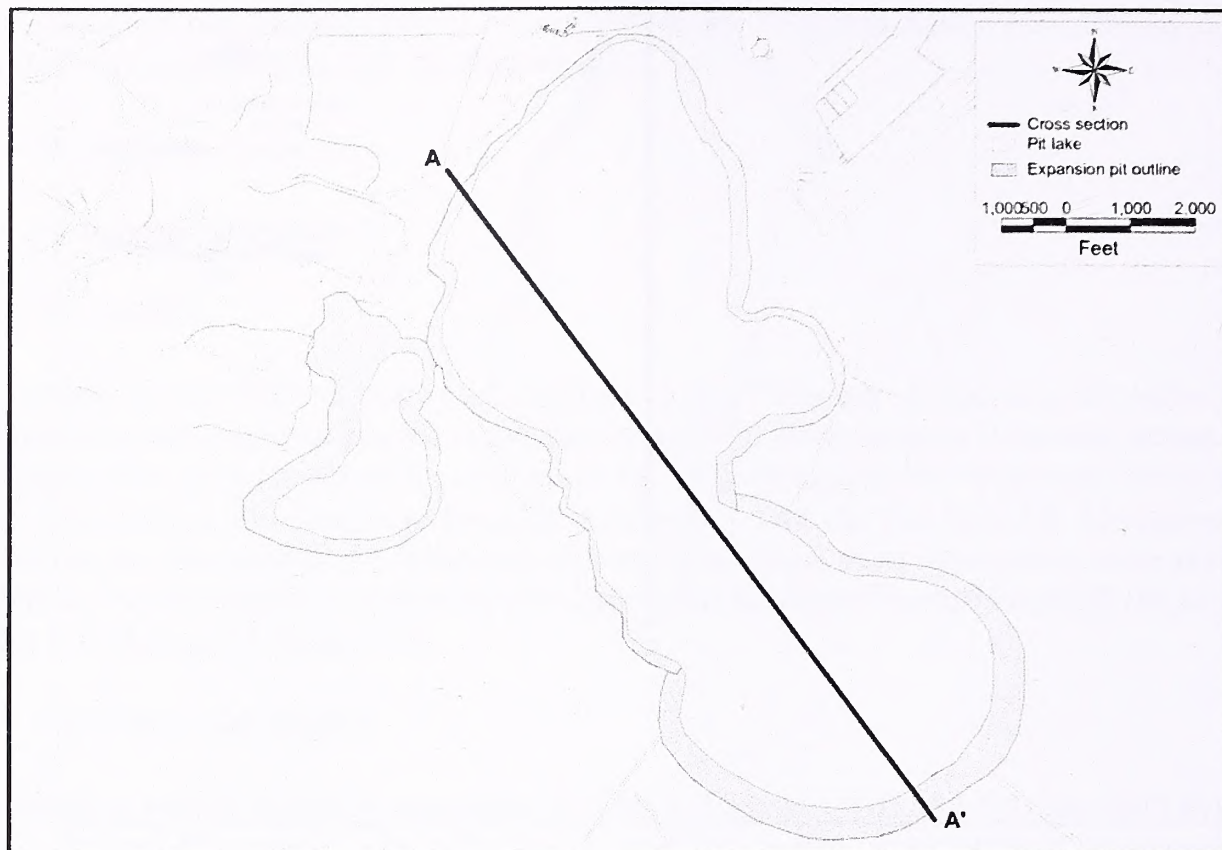 N
W
E
Cross section
Pit lake
Expansion pit outline
1,000500 0 1,000 2,000
Feet
A
A'